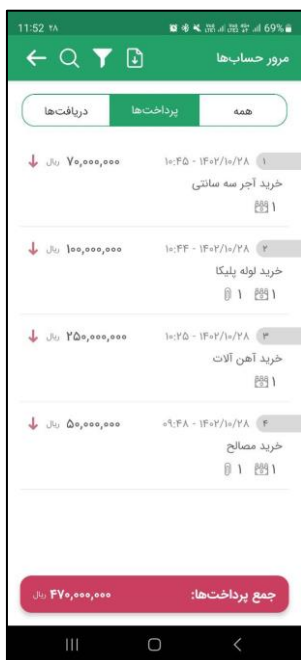 11:52 ۲۸ 69%
مرور حساب‌ها
همه پرداخت‌ها دریافت‌ها
۱ ۱۴۰۲/۱۰/۲۸ - ۱۰:۴۵ ۷۰,۰۰۰,۰۰۰ ریال
خرید آجر سه سانتی
۱
۲ ۱۴۰۲/۱۰/۲۸ - ۱۰:۴۴ ۱۰۰,۰۰۰,۰۰۰ ریال
خرید لوله پلیکا
۱ ۱
۳ ۱۴۰۲/۱۰/۲۸ - ۱۰:۲۵ ۲۵۰,۰۰۰,۰۰۰ ریال
خرید آهن آلات
۱
۴ ۱۴۰۲/۱۰/۲۸ - ۰۹:۴۸ ۵۰,۰۰۰,۰۰۰ ریال
خرید مصالح
۱ ۱
جمع پرداخت‌ها: ۴۷۰,۰۰۰,۰۰۰ ریال